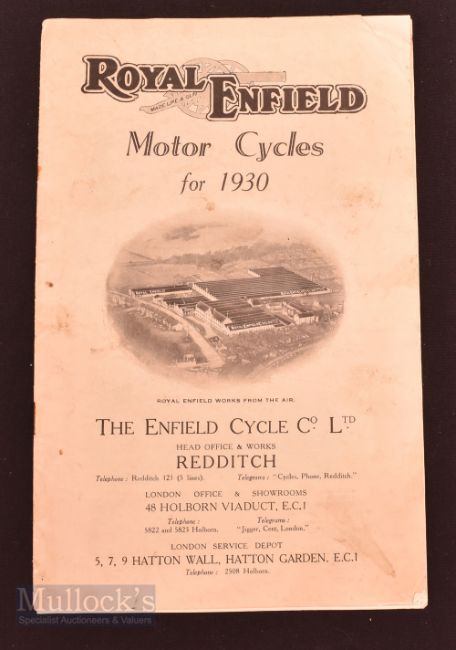 ROYAL ENFIELD
MADE LIKE A GUN
Motor Cycles
for 1930
ROYAL ENFIELD
ROYAL ENFIELD WORKS FROM THE AIR.
THE ENFIELD CYCLE Co. LTD.
HEAD OFFICE & WORKS
REDDITCH
Telephone: Redditch 121 (3 lines). Telegrams: "Cycles, Phone, Redditch."
LONDON OFFICE & SHOWROOMS
48 HOLBORN VIADUCT, E.C.1
Telephone: Telegrams:
5822 and 5823 Holborn. "Jigger, Cent, London."
LONDON SERVICE DEPOT
5, 7, 9 HATTON WALL, HATTON GARDEN, E.C.1
Telephone: 2508 Holborn.
Mullock's
Specialist Auctioneers & Valuers